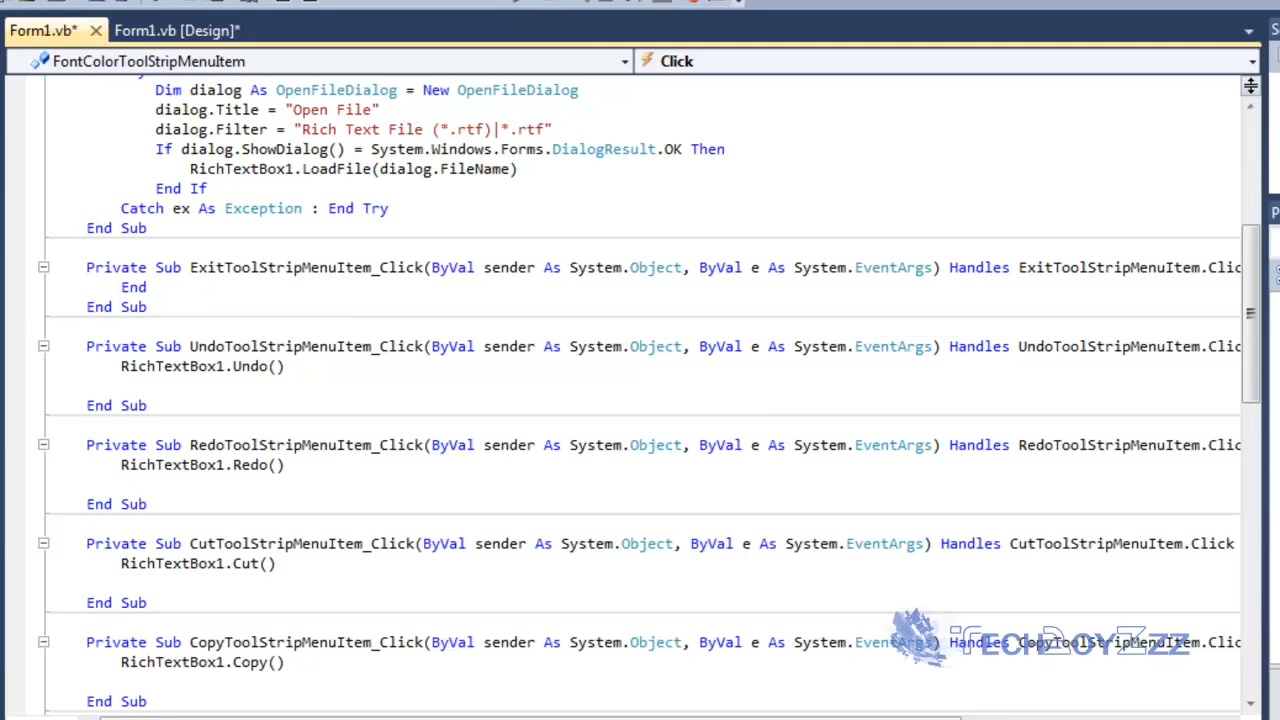 Form1.vb* Form1.vb [Design]*
FontColorToolStripMenuItem Click
Dim dialog As OpenFileDialog = New OpenFileDialog
dialog.Title = "Open File"
dialog.Filter = "Rich Text File (*.rtf)|*.rtf"
If dialog.ShowDialog() = System.Windows.Forms.DialogResult.OK Then
RichTextBox1.LoadFile(dialog.FileName)
End If
Catch ex As Exception : End Try
End Sub
Private Sub ExitToolStripMenuItem_Click(ByVal sender As System.Object, ByVal e As System.EventArgs) Handles ExitToolStripMenuItem.Clic
End
End Sub
Private Sub UndoToolStripMenuItem_Click(ByVal sender As System.Object, ByVal e As System.EventArgs) Handles UndoToolStripMenuItem.Clic
RichTextBox1.Undo()
End Sub
Private Sub RedoToolStripMenuItem_Click(ByVal sender As System.Object, ByVal e As System.EventArgs) Handles RedoToolStripMenuItem.Clic
RichTextBox1.Redo()
End Sub
Private Sub CutToolStripMenuItem_Click(ByVal sender As System.Object, ByVal e As System.EventArgs) Handles CutToolStripMenuItem.Click
RichTextBox1.Cut()
End Sub
Private Sub CopyToolStripMenuItem_Click(ByVal sender As System.Object, ByVal e As System.EventArgs) Handles CopyToolStripMenuItem.Clic
iTechBoyZzz
RichTextBox1.Copy()
End Sub